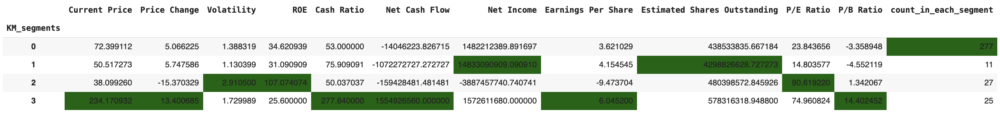 Current Price Price Change Volatility ROE Cash Ratio Net Cash Flow Net Income Earnings Per Share Estimated Shares Outstanding P/E Ratio P/B Ratio count_in_each_segment
KM_segments
0 72.399112 5.066225 1.388319 34.620939 53.000000 -14046223.826715 1482212389.891697 3.621029 438533835.667184 23.843656 -3.358948 277
1 50.517273 5.747586 1.130399 31.090909 75.909091 -1072272727.272727 14833090909.090910 4.154545 4298826628.727273 14.803577 -4.552119 11
2 38.099260 -15.370329 2.910500 107.074074 50.037037 -159428481.481481 -3887457740.740741 -9.473704 480398572.845926 90.619220 1.342067 27
3 234.170932 13.400685 1.729989 25.600000 277.640000 1554926560.000000 1572611680.000000 6.045200 578316318.948800 74.960824 14.402452 25